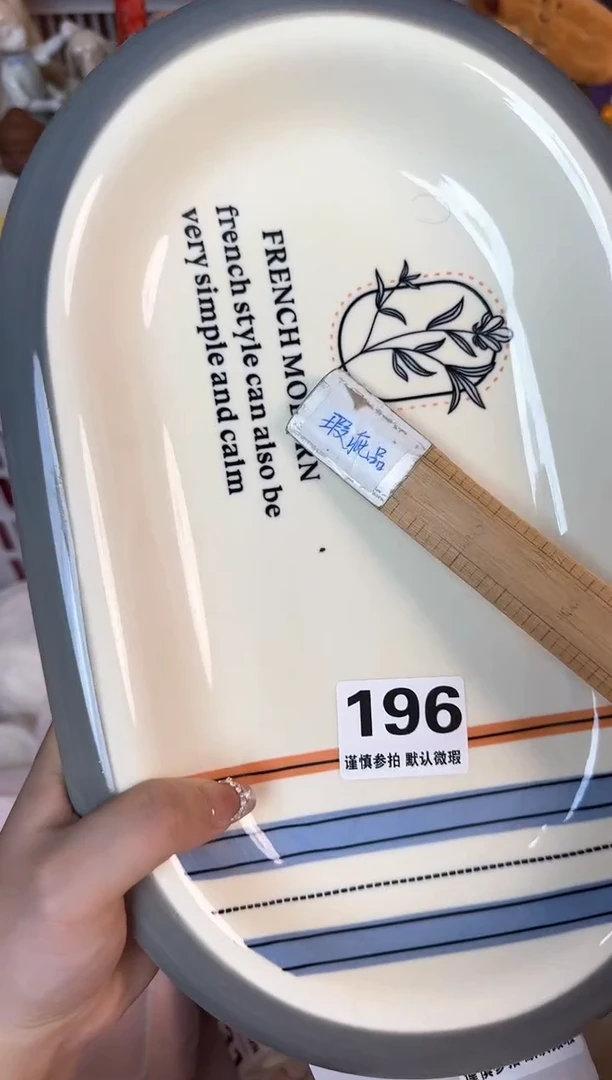 FRENCH MODERN
french style can also be
very simple and calm
瑕疵品
196
谨慎参拍 默认微瑕